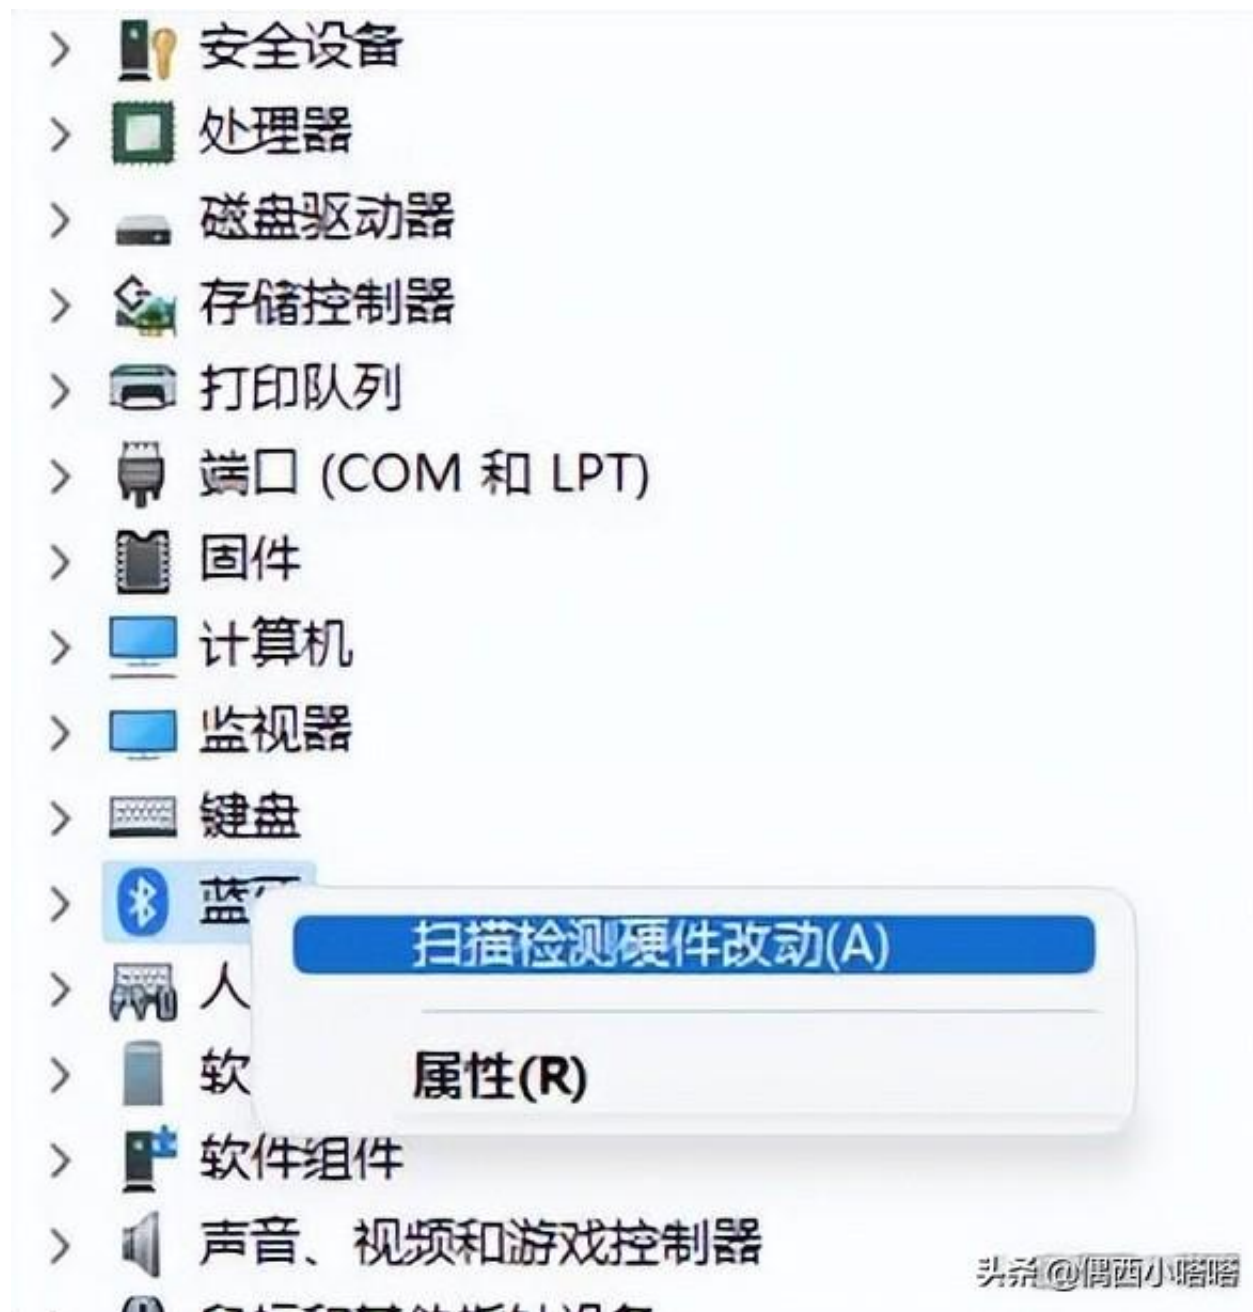 安全设备
处理器
磁盘驱动器
存储控制器
打印队列
端口 (COM 和 LPT)
固件
计算机
监视器
键盘
蓝
扫描检测硬件改动(A)
人
属性(R)
软
软件组件
声音、视频和游戏控制器
头条 @偶西小嗒嗒